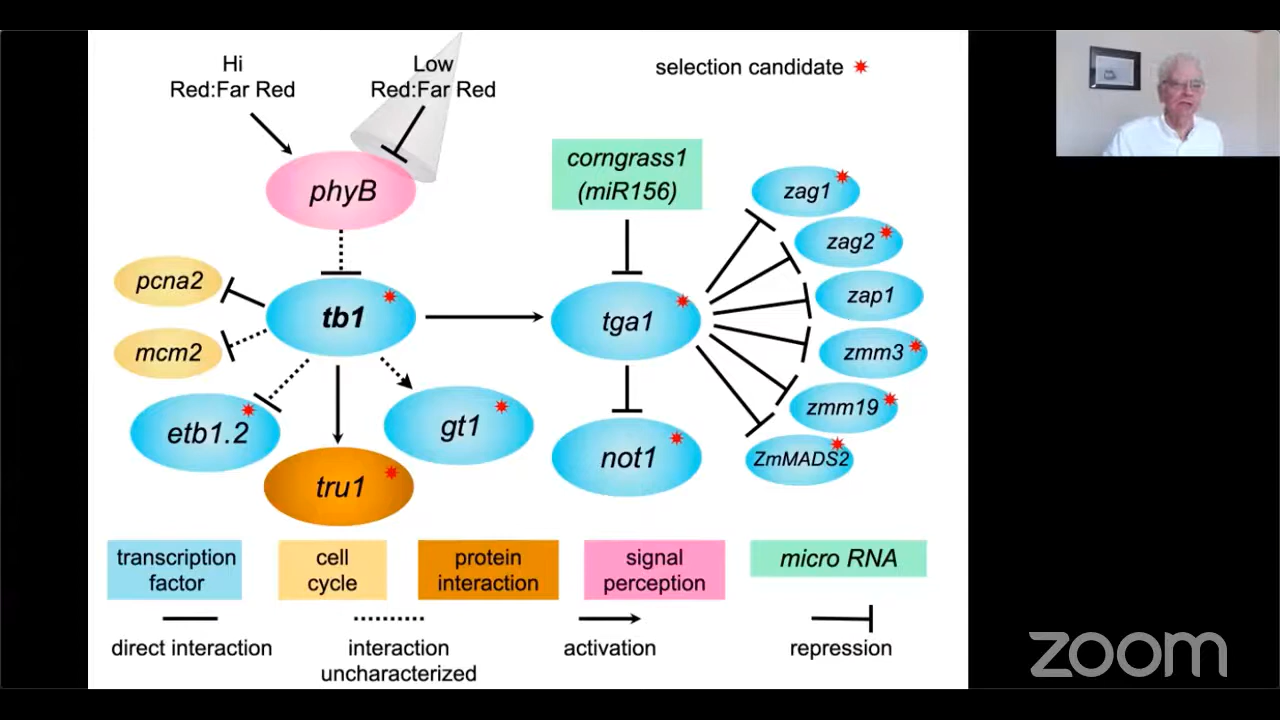 Hi
Red:Far Red
Low
Red:Far Red
selection candidate
phyB
corngrass1
(miR156)
zag1
zag2
pcna2
zap1
tb1
tga1
mcm2
zmm3
zmm19
etb1.2
gt1
not1
ZmMADS2
tru1
transcription
factor
cell
cycle
protein
interaction
signal
perception
micro RNA
direct interaction
interaction
uncharacterized
activation
repression
zoom